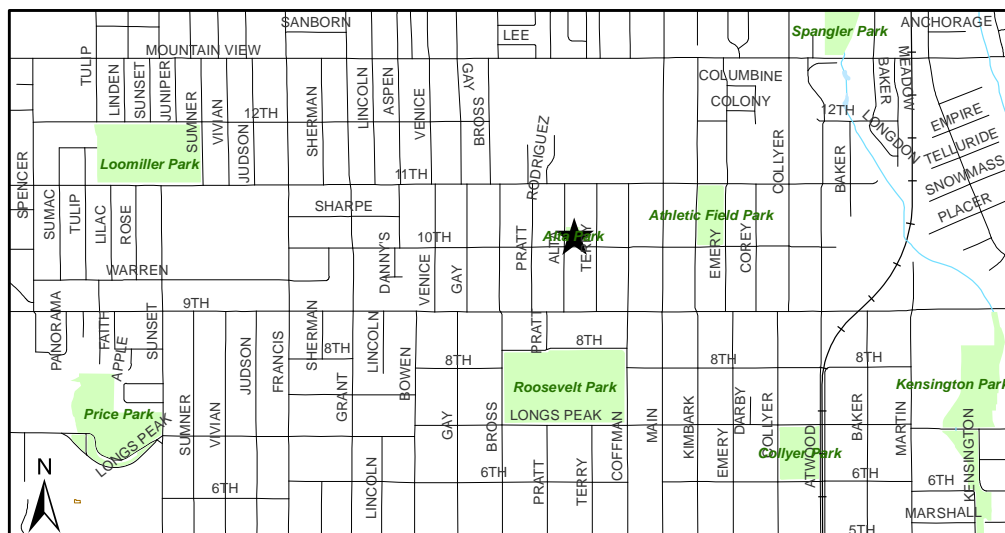 SANBORN
LEE
Spangler Park
ANCHORAGE
MOUNTAIN VIEW
TULIP
LINDEN
SUNSET
JUNIPER
SUMNER
VIVIAN
JUDSON
12TH
SHERMAN
LINCOLN
ASPEN
VENICE
GAY
BROSS
COLUMBINE
COLONY
BAKER
MEADOW
12TH
LONGDON
EMPIRE
TELLURIDE
SNOWMASS
PLACER
Loomiller Park
11TH
RODRIGUEZ
COLLYER
BAKER
SPENCER
SUMAC
TULIP
LILAC
ROSE
SHARPE
DANNY'S
10TH
VENICE
GAY
PRATT
Alta Park
TERRY
Athletic Field Park
EMERY
COREY
WARREN
9TH
PANORAMA
FAITH
APPLE
SUNSET
JUDSON
FRANCIS
SHERMAN
8TH
GRANT
LINCOLN
BOWEN
8TH
PRATT
8TH
8TH
8TH
Price Park
LONGS PEAK
SUMNER
VIVIAN
GAY
BROSS
Roosevelt Park
LONGS PEAK
COFFMAN
MAIN
KIMBARK
EMERY
DARBY
COLLYER
Collyer Park
ATWOOD
BAKER
MARTIN
Kensington Park
KENSINGTON
N
6TH
LINCOLN
6TH
PRATT
TERRY
6TH
6TH
MARSHALL
5TH